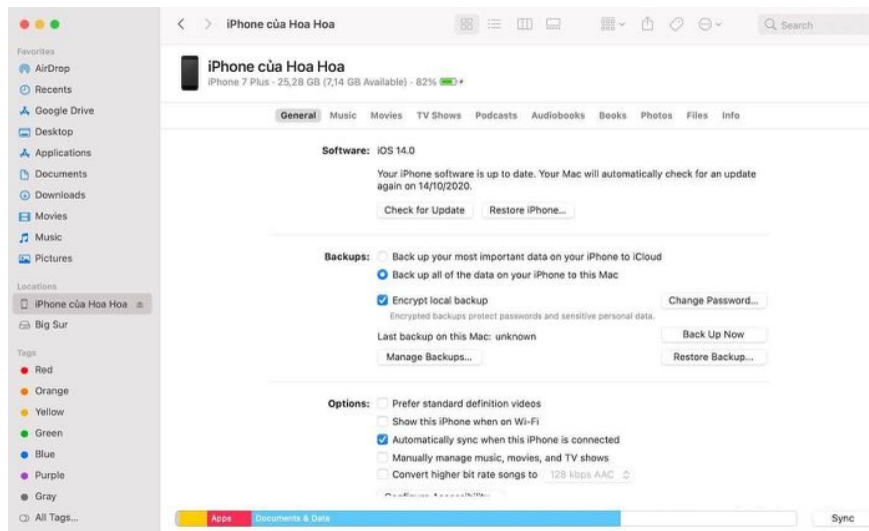 iPhone của Hoa Hoa
Search
Favorites
AirDrop
Recents
Google Drive
Desktop
Applications
Documents
Downloads
Movies
Music
Pictures
Locations
iPhone của Hoa Hoa
Big Sur
Tags
Red
Orange
Yellow
Green
Blue
Purple
Gray
All Tags...
iPhone của Hoa Hoa
iPhone 7 Plus - 25,28 GB (7,14 GB Available) - 82%
General Music Movies TV Shows Podcasts Audiobooks Books Photos Files Info
Software: iOS 14.0
Your iPhone software is up to date. Your Mac will automatically check for an update
again on 14/10/2020.
Check for Update Restore iPhone...
Backups: Back up your most important data on your iPhone to iCloud
Back up all of the data on your iPhone to this Mac
Encrypt local backup Change Password...
Encrypted backups protect passwords and sensitive personal data.
Last backup on this Mac: unknown Back Up Now
Manage Backups... Restore Backup...
Options: Prefer standard definition videos
Show this iPhone when on Wi-Fi
Automatically sync when this iPhone is connected
Manually manage music, movies, and TV shows
Convert higher bit rate songs to 128 kbps AAC
Apps Documents & Data Sync